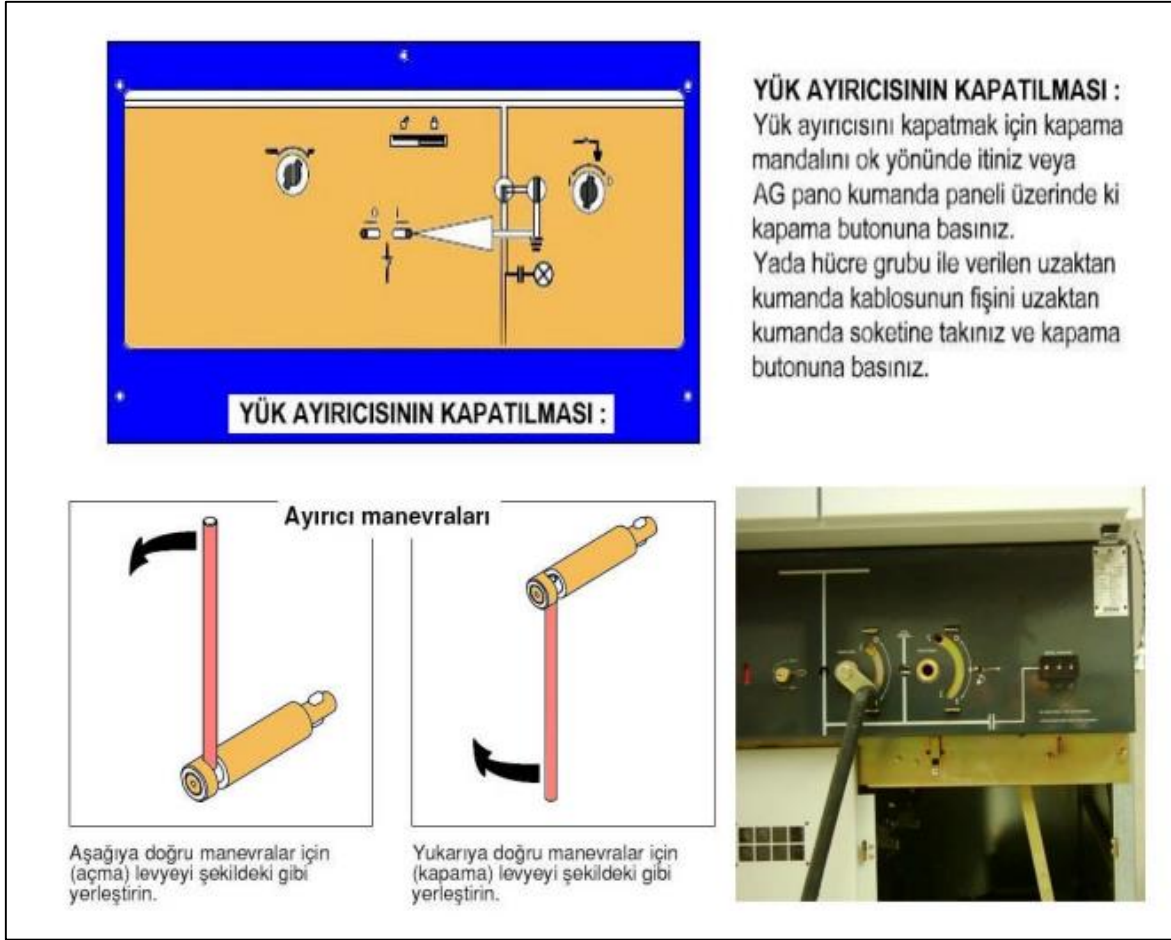 YÜK AYIRICISININ KAPATILMASI :
YÜK AYIRICISININ KAPATILMASI :
Yük ayırıcısını kapatmak için kapama
mandalını ok yönünde itiniz veya
AG pano kumanda paneli üzerinde ki
kapama butonuna basınız.
Yada hücre grubu ile verilen uzaktan
kumanda kablosunun fişini uzaktan
kumanda soketine takınız ve kapama
butonuna basınız.
Ayırıcı manevraları
Aşağıya doğru manevralar için
(açma) levyeyi şekildeki gibi
yerleştirin.
Yukarıya doğru manevralar için
(kapama) levyeyi şekildeki gibi
yerleştirin.